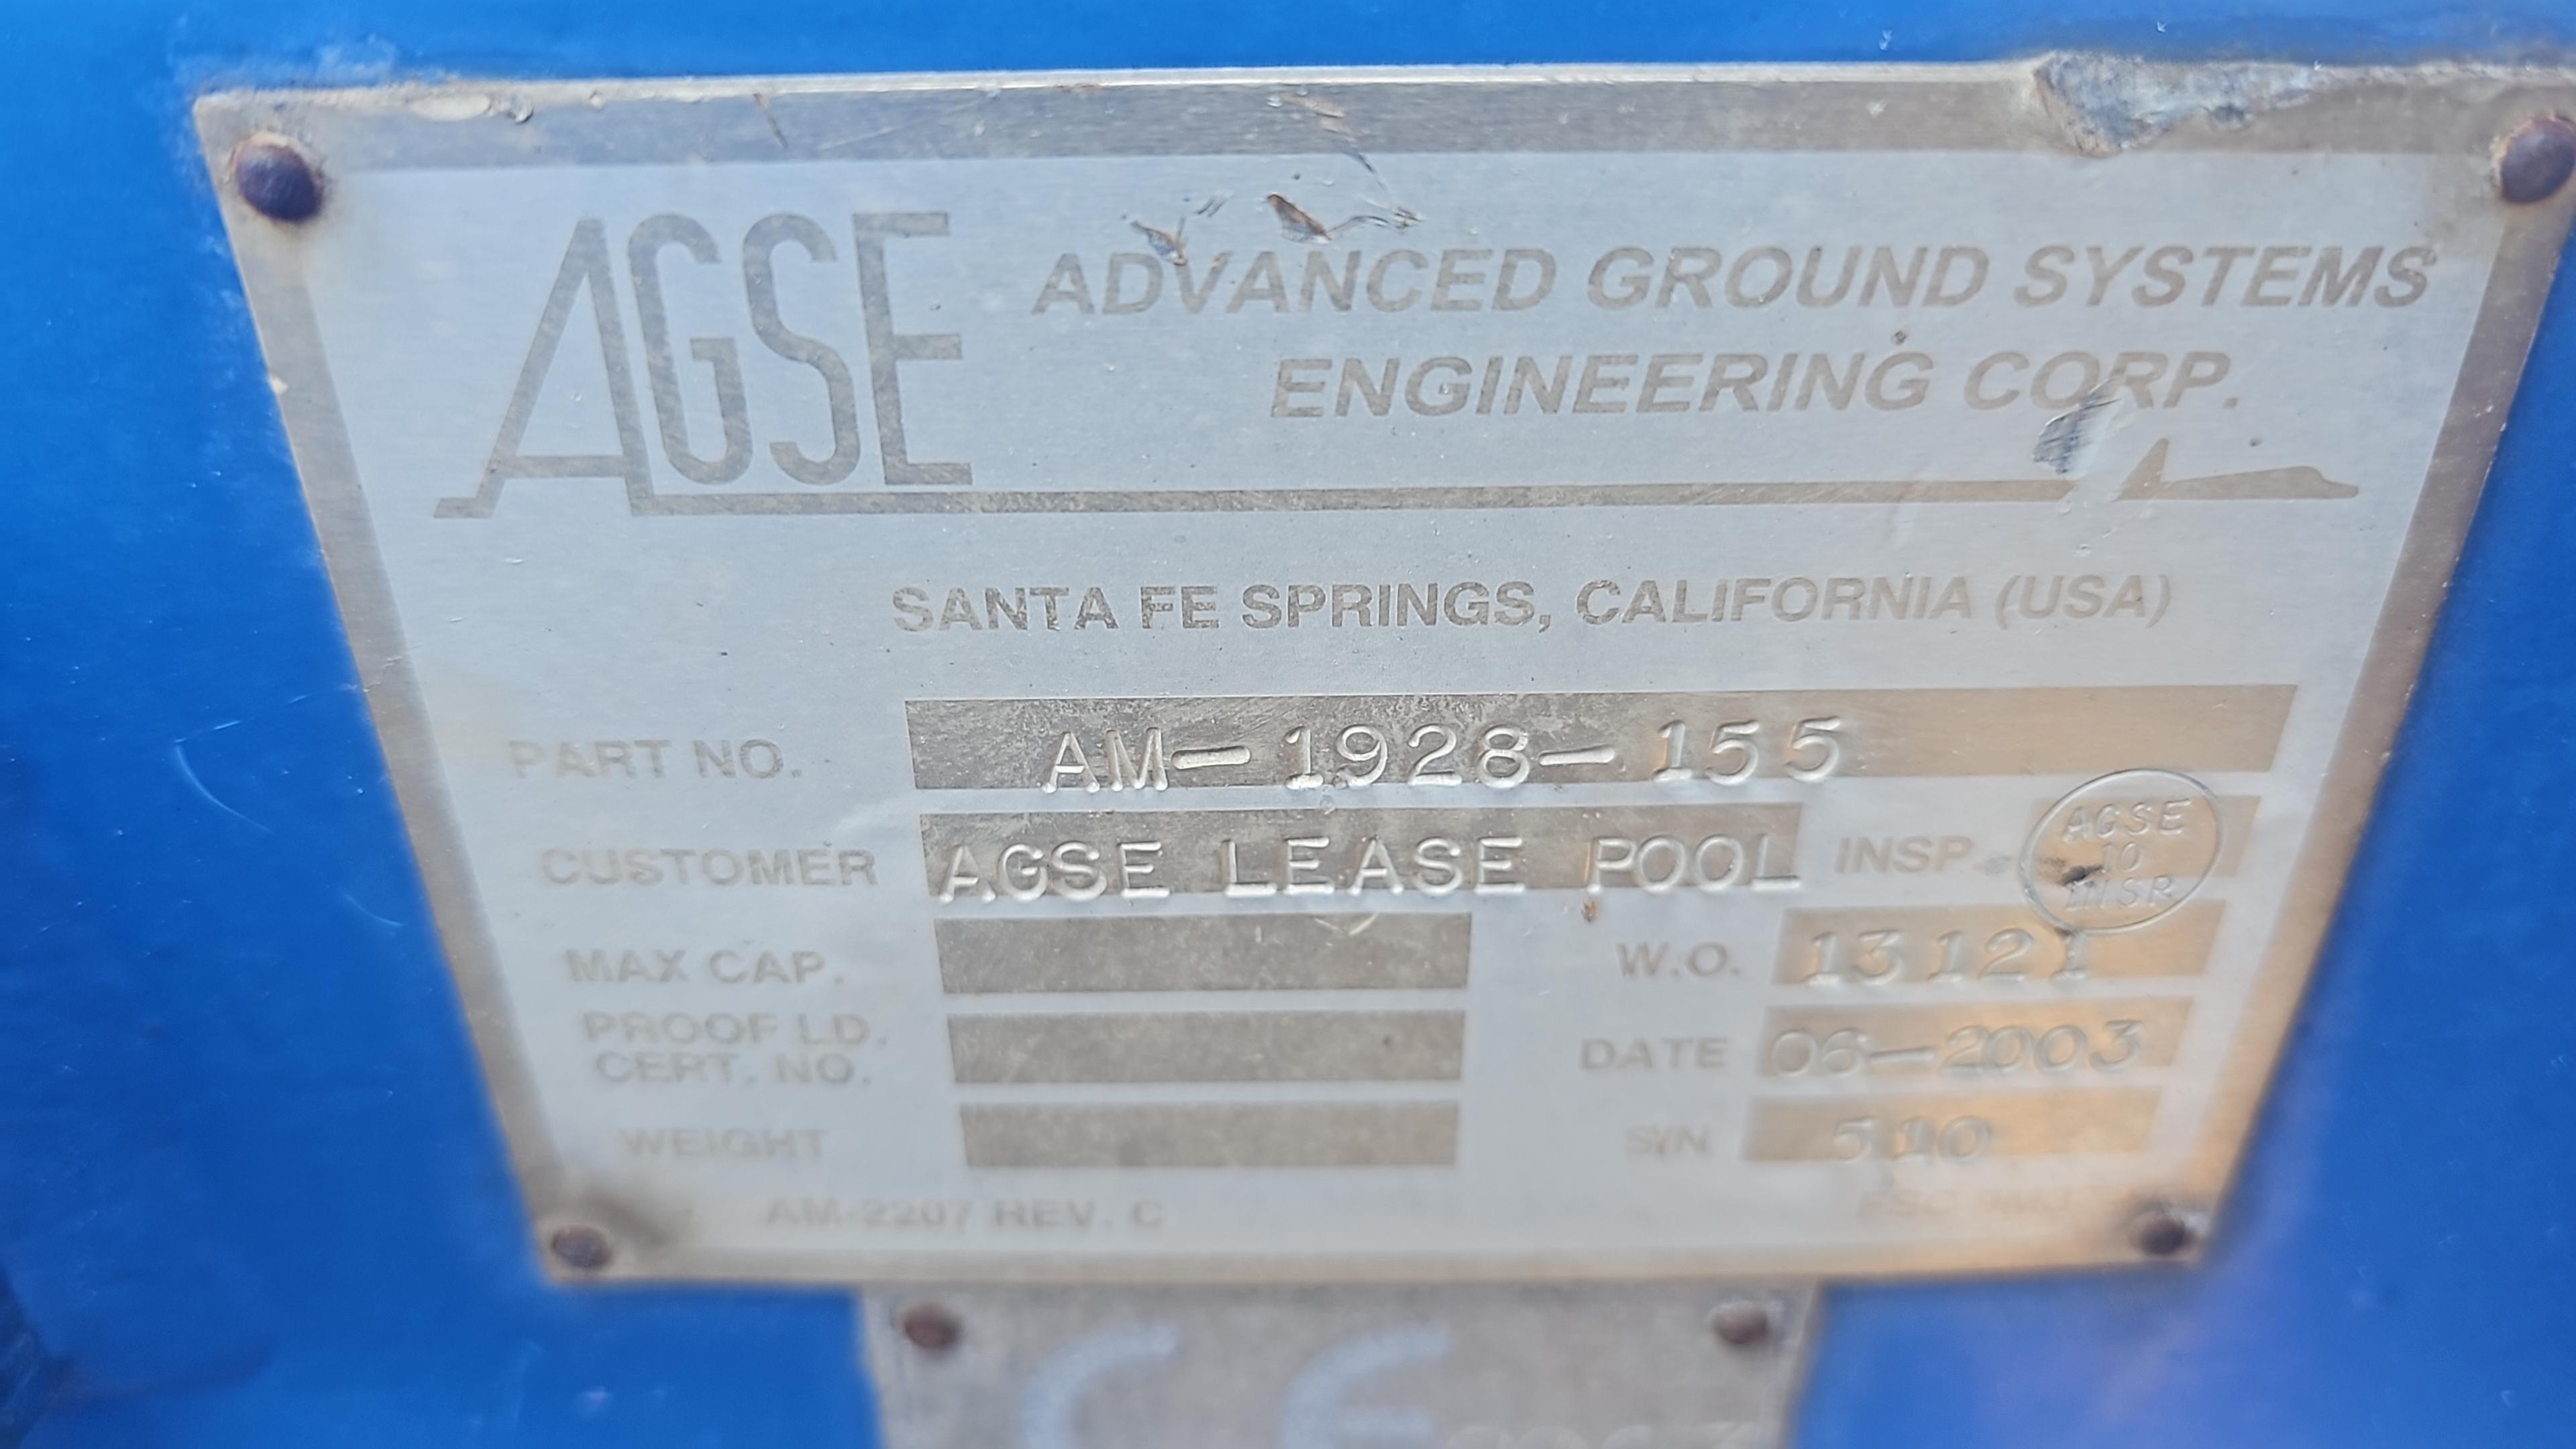 AGSE
ADVANCED GROUND SYSTEMS
ENGINEERING CORP.
SANTA FE SPRINGS, CALIFORNIA (USA)
PART NO. AM-1928-155
CUSTOMER AGSE LEASE POOL INSP. AGSE 10 INSP
MAX CAP. W.O. 13121
PROOF LD. CERT. NO. DATE 06-2003
WEIGHT S/N 510
AM-2207 REV. C
CE